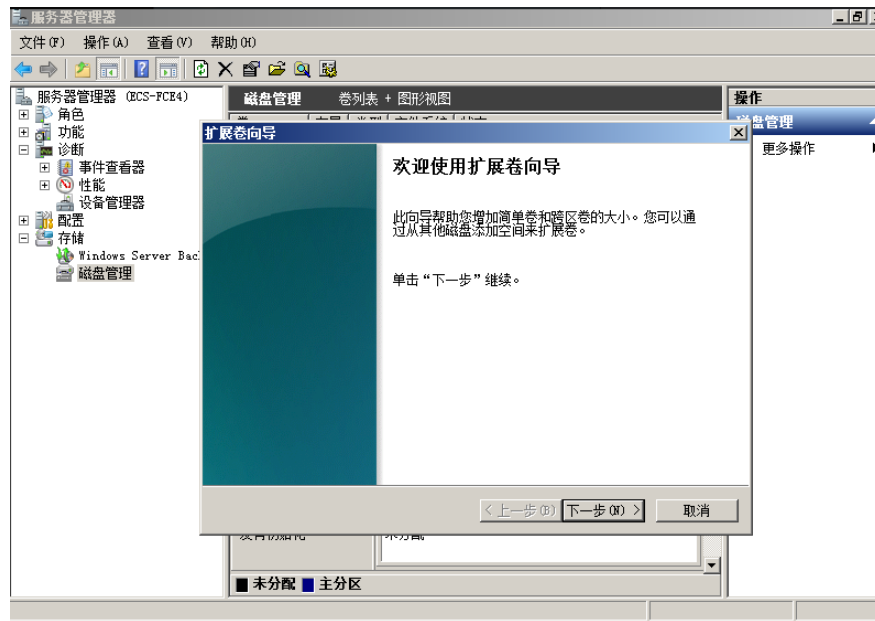 服务器管理器
文件(F) 操作(A) 查看(V) 帮助(H)
服务器管理器 (ECS-FCE4)
角色
功能
诊断
事件查看器
性能
设备管理器
配置
存储
Windows Server Bac
磁盘管理
磁盘管理 卷列表 + 图形视图
扩展卷向导
欢迎使用扩展卷向导
此向导帮助您增加简单卷和跨区卷的大小。您可以通
过从其他磁盘添加空间来扩展卷。
单击“下一步”继续。
< 上一步(B) 下一步(N) > 取消
没有初始化 未分配
未分配 主分区
操作
磁盘管理
更多操作